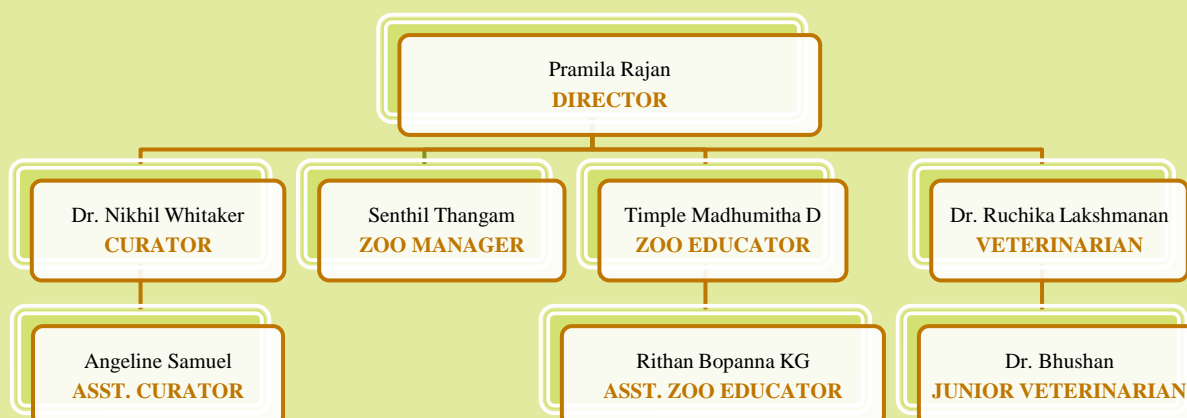 Pramila Rajan
DIRECTOR
Dr. Nikhil Whitaker
CURATOR
Senthil Thangam
ZOO MANAGER
Timple Madhumitha D
ZOO EDUCATOR
Dr. Ruchika Lakshmanan
VETERINARIAN
Angeline Samuel
ASST. CURATOR
Rithan Bopanna KG
ASST. ZOO EDUCATOR
Dr. Bhushan
JUNIOR VETERINARIAN